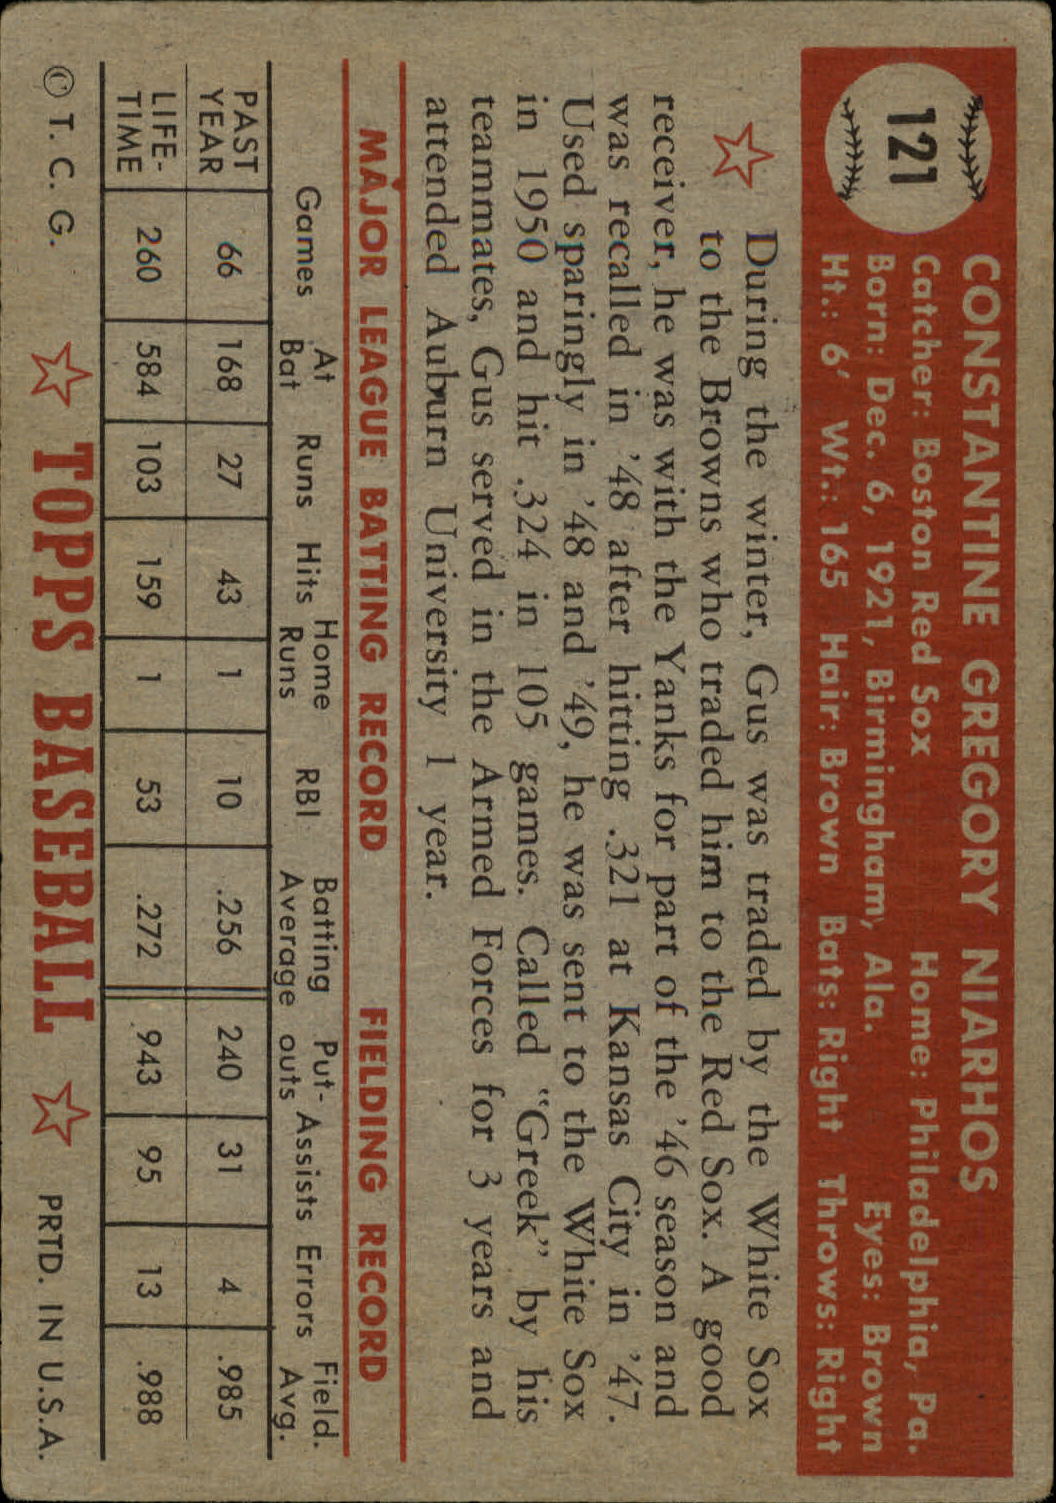 121
CONSTANTINE GREGORY NIARHOS
Catcher: Boston Red Sox Home: Philadelphia, Pa.
Born: Dec. 6, 1921, Birmingham, Ala. Eyes: Brown
Ht.: 6' Wt.: 165 Hair: Brown Bats: Right Throws: Right
During the winter, Gus was traded by the White Sox
to the Browns who traded him to the Red Sox. A good
receiver, he was with the Yanks for part of the '46 season and
was recalled in '48 after hitting .321 at Kansas City in '47.
Used sparingly in '48 and '49, he was sent to the White Sox
in 1950 and hit .324 in 105 games. Called "Greek" by his
teammates, Gus served in the Armed Forces for 3 years and
attended Auburn University 1 year.
MAJOR LEAGUE BATTING RECORD FIELDING RECORD
Games At Bat Runs Hits Home Runs RBI Batting Average Put-outs Assists Errors Field. Avg.
PAST YEAR 66 168 27 43 1 10 .256 240 31 4 .985
LIFE-TIME 260 584 103 159 1 53 .272 943 95 13 .988
© T. C. G. TOPPS BASEBALL PRTD. IN U.S.A.